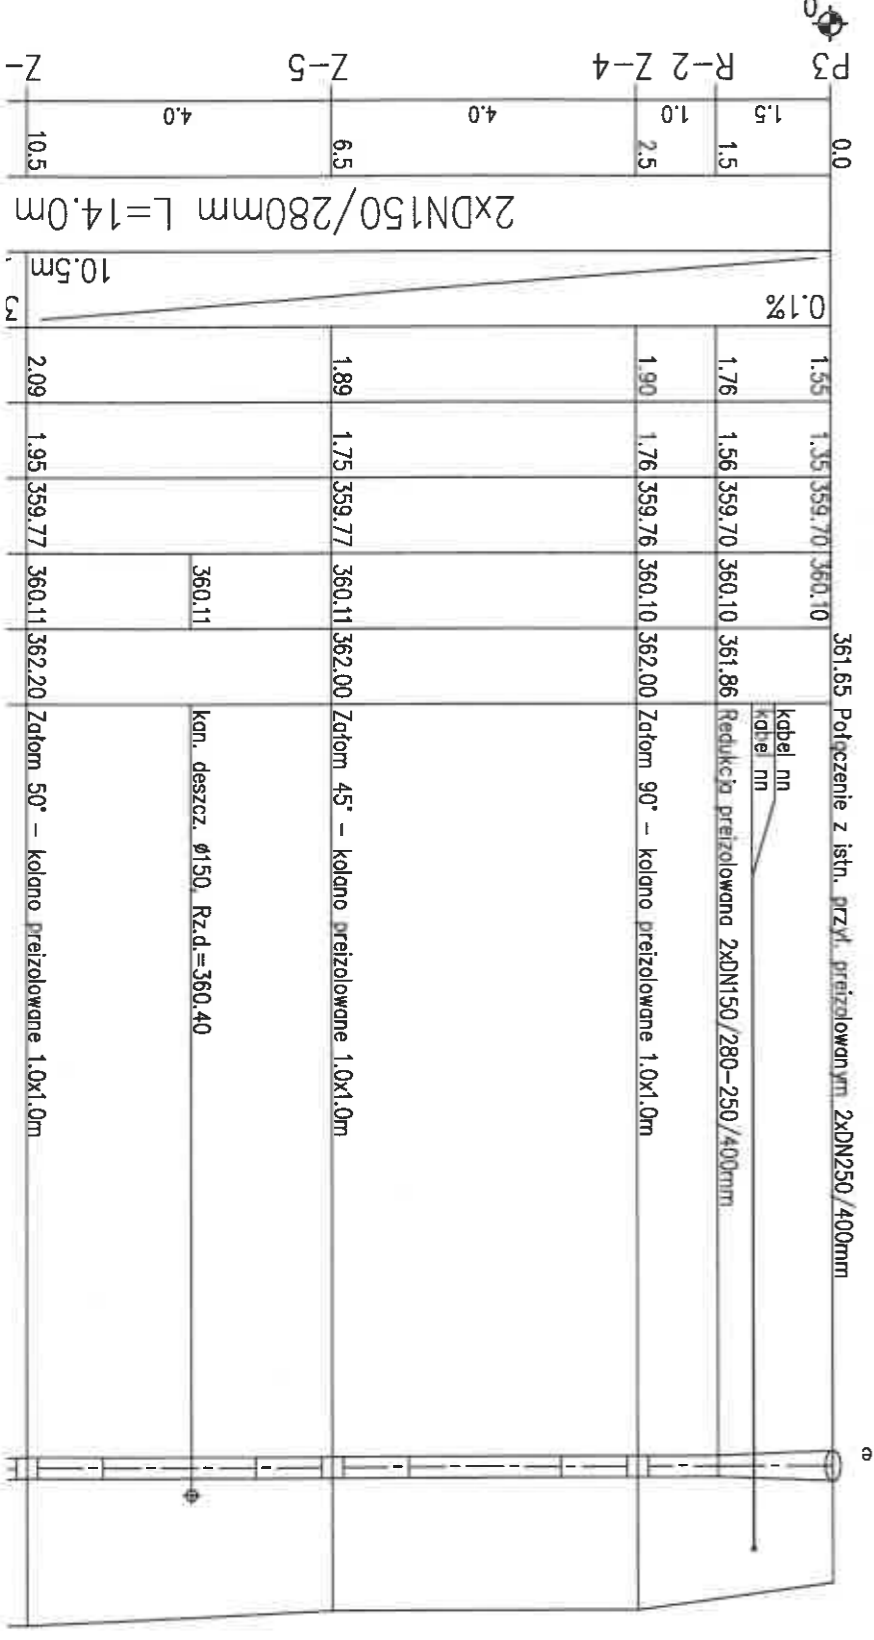 P3
R-2
Z-4
Z-5
Z-
0
1.5
1.0
4.0
4.0
0.0
1.5
2.5
6.5
10.5
2xDN150/280mm L=14.0m
0.1%
10.5m
3
1.55
1.76
1.90
1.89
2.09
1.35
1.56
1.76
1.75
1.95
359.70
359.70
359.76
359.77
359.77
360.10
360.10
360.10
360.11
360.11
360.11
361.65 Połączenie z istn. przył. preizolowanym 2xDN250/400mm
kabel nn
kabel nn
361.86 Redukcja preizolowana 2xDN150/280-250/400mm
362.00 Załom 90° - kolano preizolowane 1.0x1.0m
362.00 Załom 45° - kolano preizolowane 1.0x1.0m
kan. deszcz. ø150, Rz.d.=360.40
362.20 Załom 50° - kolano preizolowane 1.0x1.0m
e